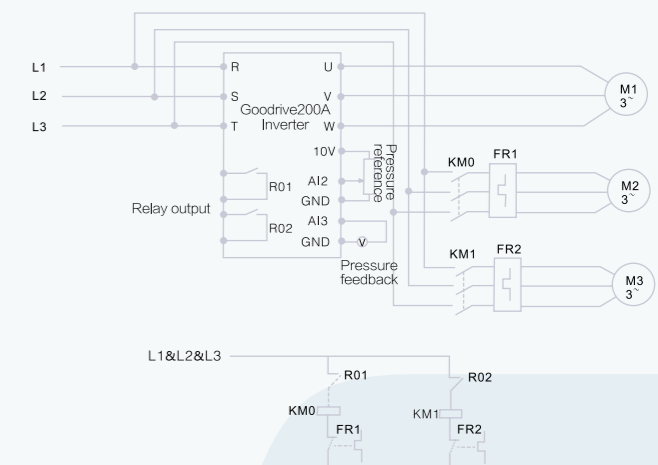 L1
L2
L3
R
S
T
Goodrive200A
Inverter
U
V
W
10V
AI2
GND
AI3
GND
Pressure
reference
V
Pressure
feedback
R01
R02
Relay output
M1
3~
KM0
FR1
M2
3~
KM1
FR2
M3
3~
L1&L2&L3
R01
R02
KM0
KM1
FR1
FR2